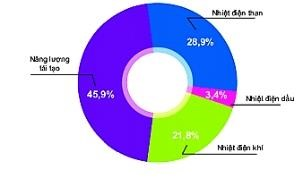 Nhiệt điện than
28,9%
Năng lượng
tái tạo
45,9%
3,4%
Nhiệt điện dầu
21,8%
Nhiệt điện khí